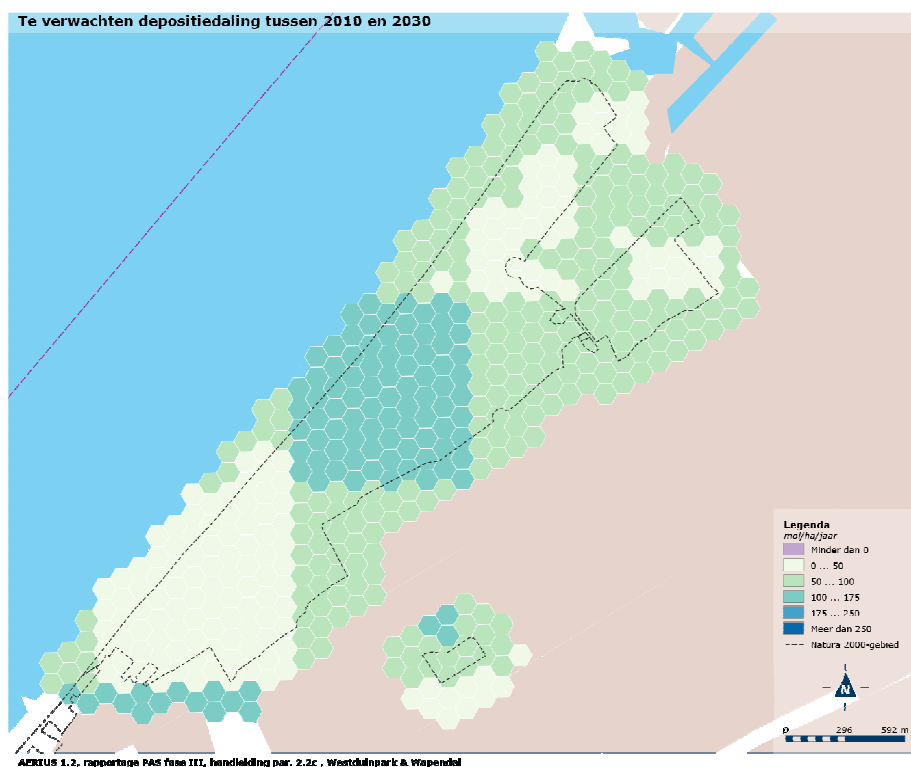 Te verwachten depositiedaling tussen 2010 en 2030
Legenda
mol/ha/jaar
Minder dan 0
0 ... 50
50 ... 100
100 ... 175
175 ... 250
Meer dan 250
Natura 2000-gebied
N
0 296 592 m
AERIUS 1.2, rapportage PAS fase III, handleiding par. 2.2c , Westduinpark & Wapendal